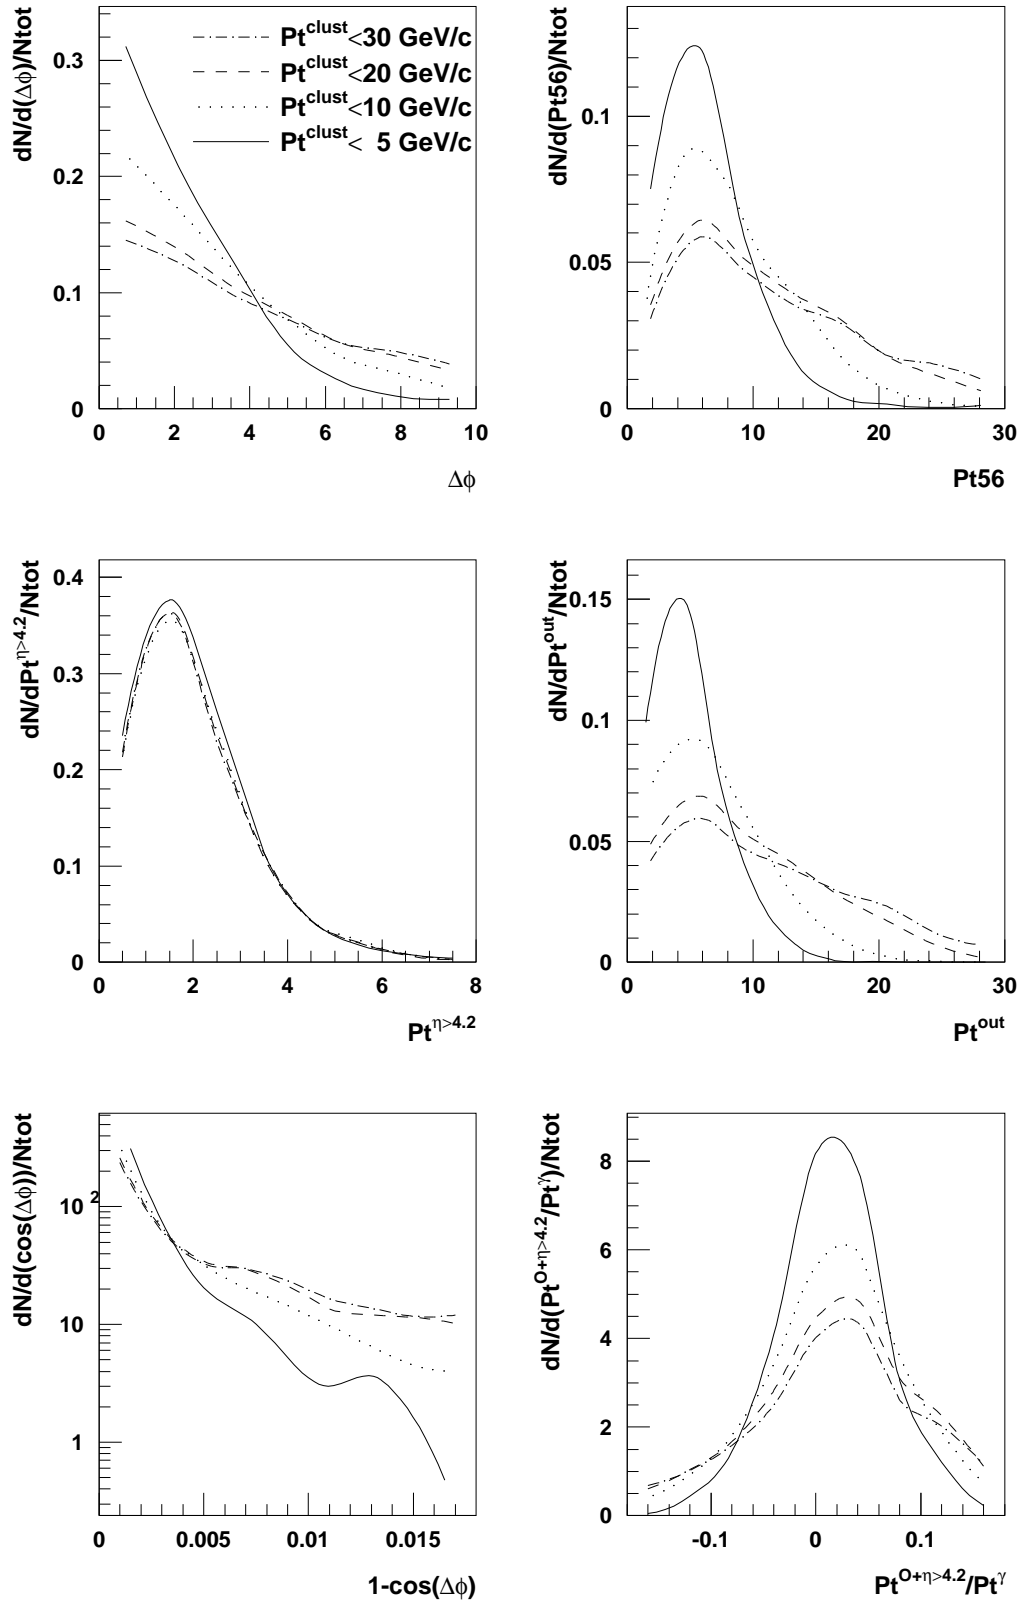 dN/d(Δϕ)/Ntot
Pt^clust<30 GeV/c
Pt^clust<20 GeV/c
Pt^clust<10 GeV/c
Pt^clust< 5 GeV/c
0.3
0.2
0.1
0
0 2 4 6 8 10
Δϕ
dN/d(Pt56)/Ntot
0.1
0.05
0
0 10 20 30
Pt56
dN/dPt^η>4.2/Ntot
0.4
0.3
0.2
0.1
0
0 2 4 6 8
Pt^η>4.2
dN/dPt^out/Ntot
0.15
0.1
0.05
0
0 10 20 30
Pt^out
dN/d(cos(Δϕ))/Ntot
10^2
10
1
0 0.005 0.01 0.015
1-cos(Δϕ)
dN/d(Pt^O+η>4.2/Pt^γ)/Ntot
8
6
4
2
0
-0.1 0 0.1
Pt^O+η>4.2/Pt^γ